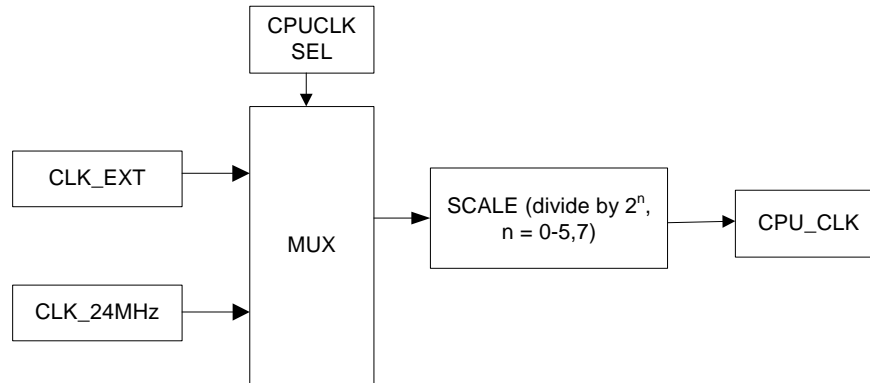 CPUCLK
SEL
CLK_EXT
MUX
SCALE (divide by 2ⁿ,
n = 0-5,7)
CPU_CLK
CLK_24MHz